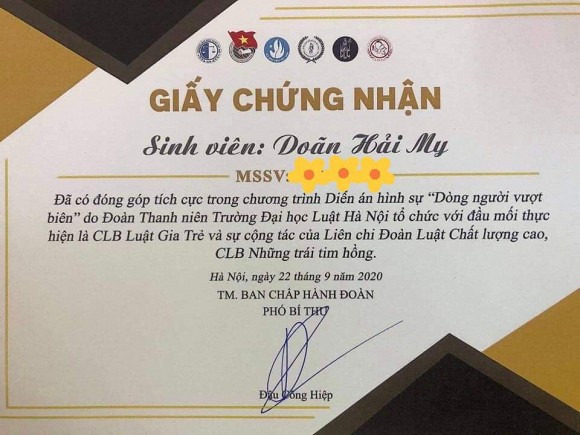 GIẤY CHỨNG NHẬN
Sinh viên: Doãn Hải My
MSSV:
Đã có đóng góp tích cực trong chương trình Diến án hình sự “Dòng người vượt
biên” do Đoàn Thanh niên Trường Đại học Luật Hà Nội tổ chức với đầu mối thực
hiện là CLB Luật Gia Trẻ và sự cộng tác của Liên chi Đoàn Luật Chất lượng cao,
CLB Những trái tim hồng.
Hà Nội, ngày 22 tháng 9 năm 2020
TM. BAN CHẤP HÀNH ĐOÀN
PHÓ BÍ THƯ
Đậu Công Hiệp